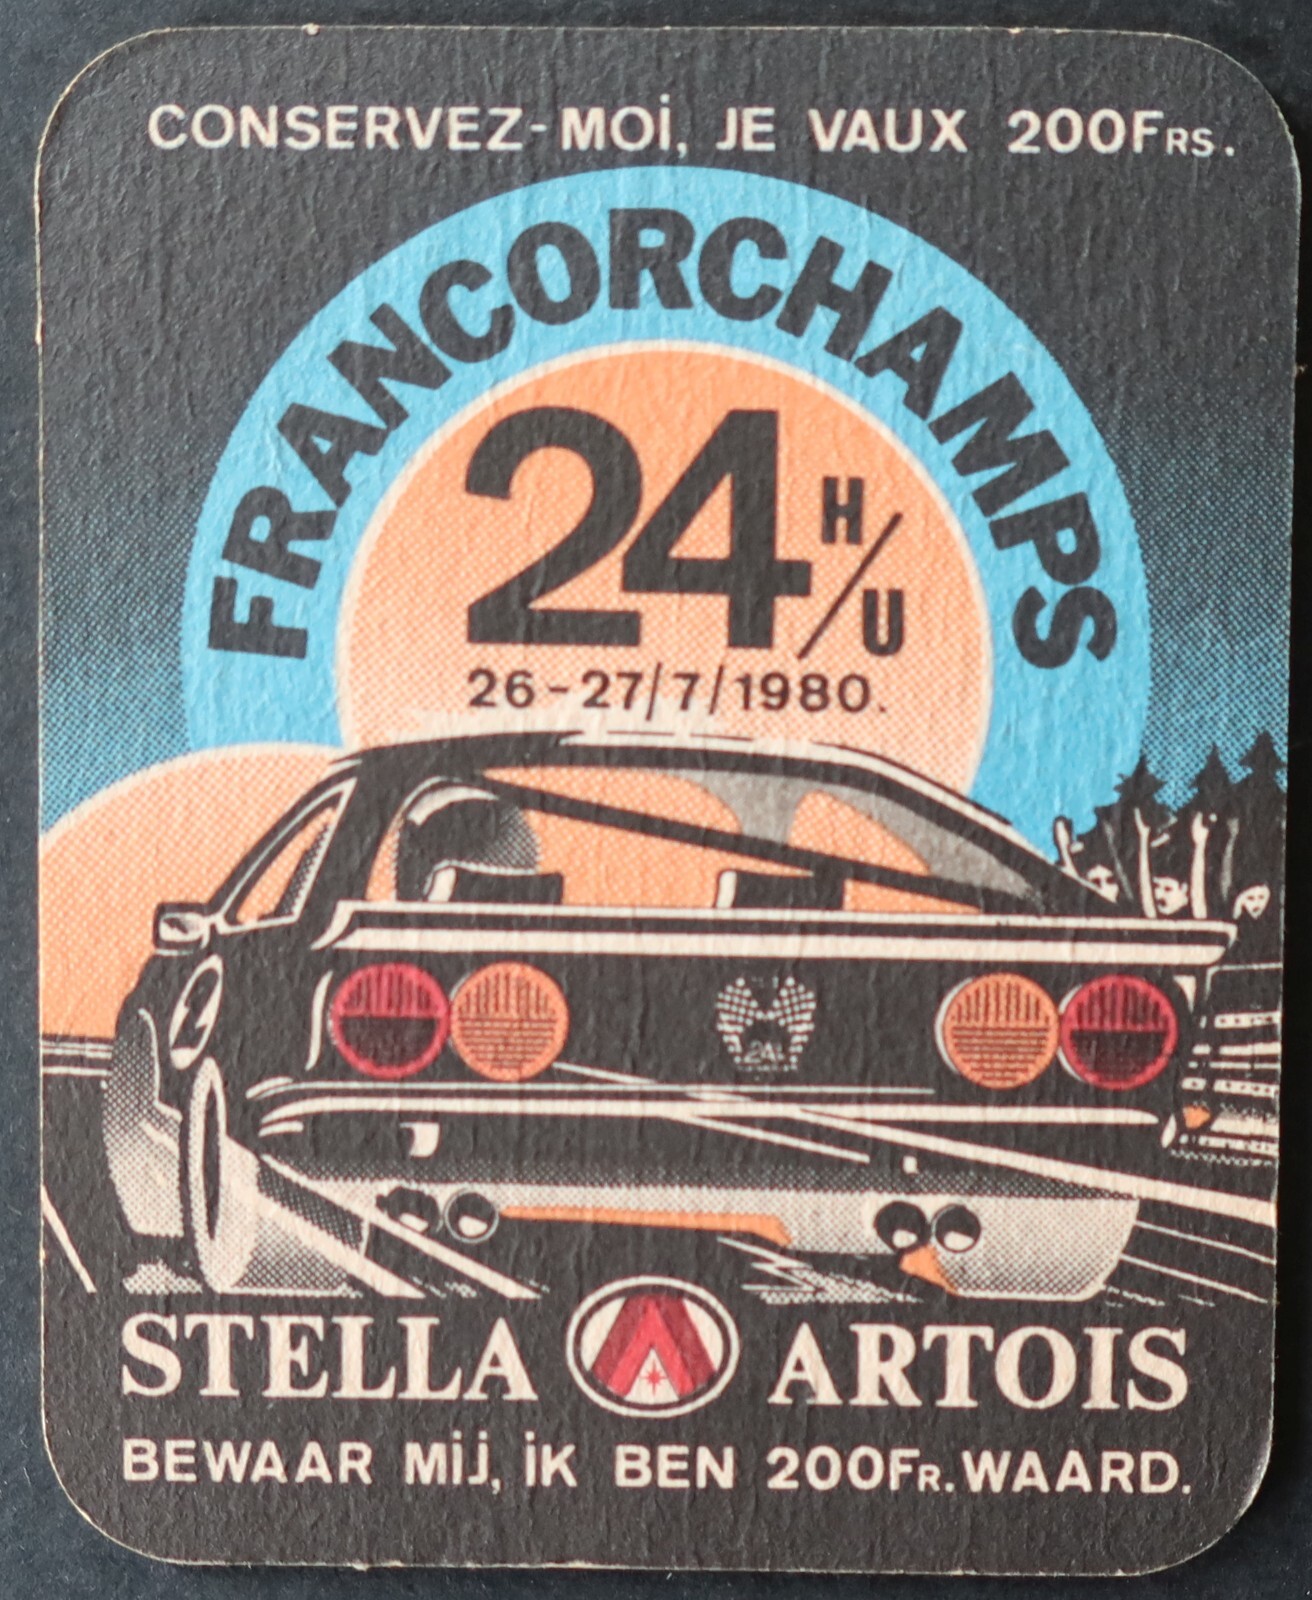 CONSERVEZ-MOI, JE VAUX 200FRS.
FRANCORCHAMPS
24 H/U
26-27/7/1980.
24
STELLA ARTOIS
BEWAAR MIJ, IK BEN 200FR. WAARD.